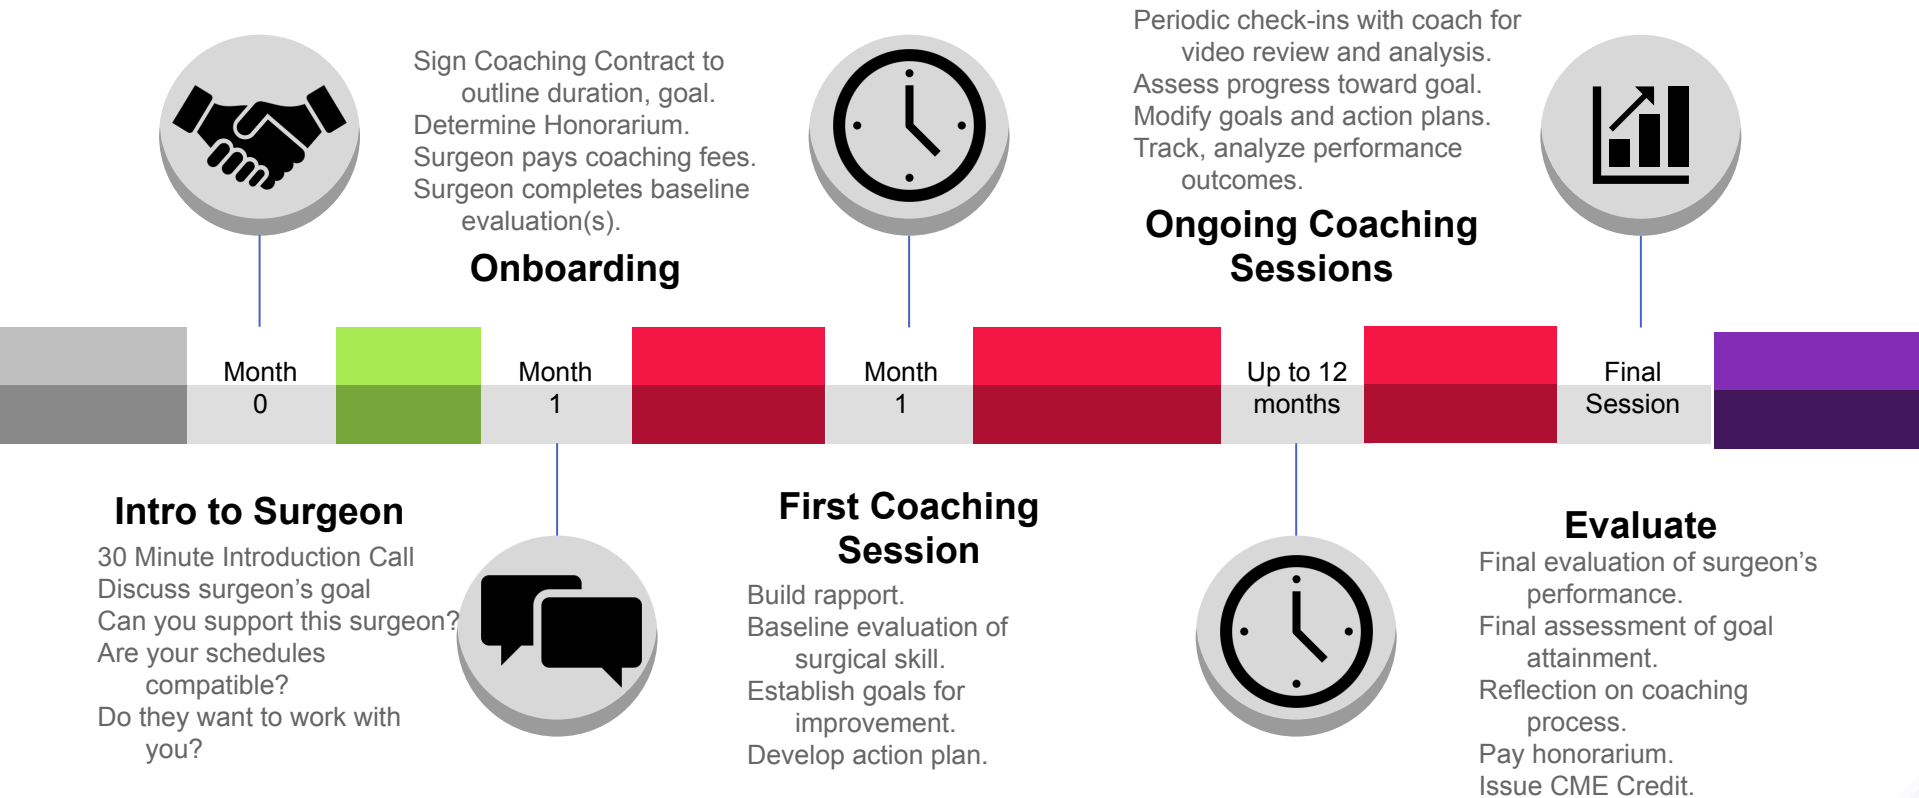 Sign Coaching Contract to
outline duration, goal.
Determine Honorarium.
Surgeon pays coaching fees.
Surgeon completes baseline
evaluation(s).
Onboarding
Periodic check-ins with coach for
video review and analysis.
Assess progress toward goal.
Modify goals and action plans.
Track, analyze performance
outcomes.
Ongoing Coaching
Sessions
Month
0
Month
1
Month
1
Up to 12
months
Final
Session
Intro to Surgeon
30 Minute Introduction Call
Discuss surgeon’s goal
Can you support this surgeon?
Are your schedules
compatible?
Do they want to work with
you?
First Coaching
Session
Build rapport.
Baseline evaluation of
surgical skill.
Establish goals for
improvement.
Develop action plan.
Evaluate
Final evaluation of surgeon’s
performance.
Final assessment of goal
attainment.
Reflection on coaching
process.
Pay honorarium.
Issue CME Credit.